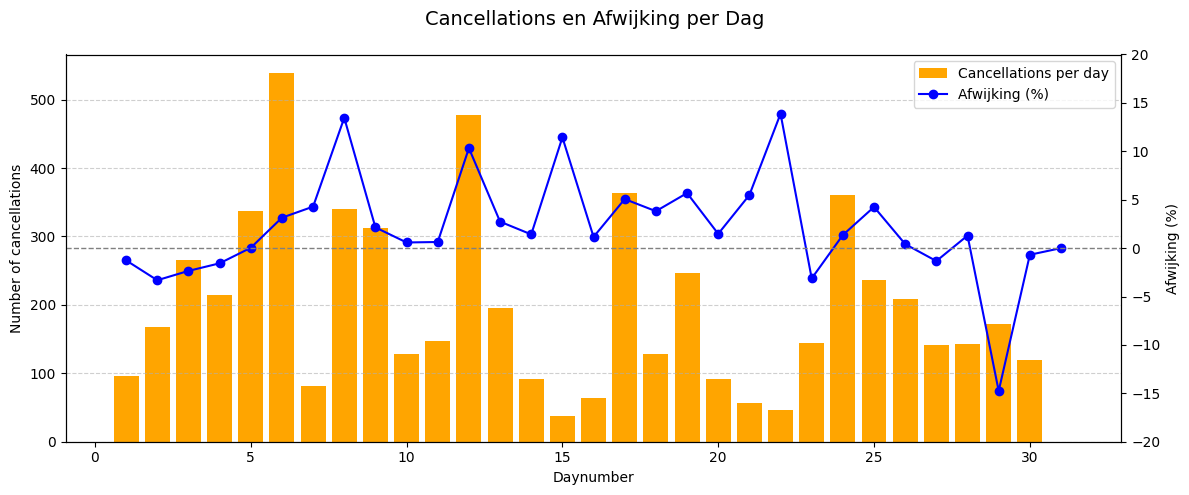 Cancellations en Afwijking per Dag
Number of cancellations
500
400
300
200
100
0
Cancellations per day
Afwijking (%)
20
15
10
5
0
−5
−10
−15
−20
Afwijking (%)
0 5 10 15 20 25 30
Daynumber